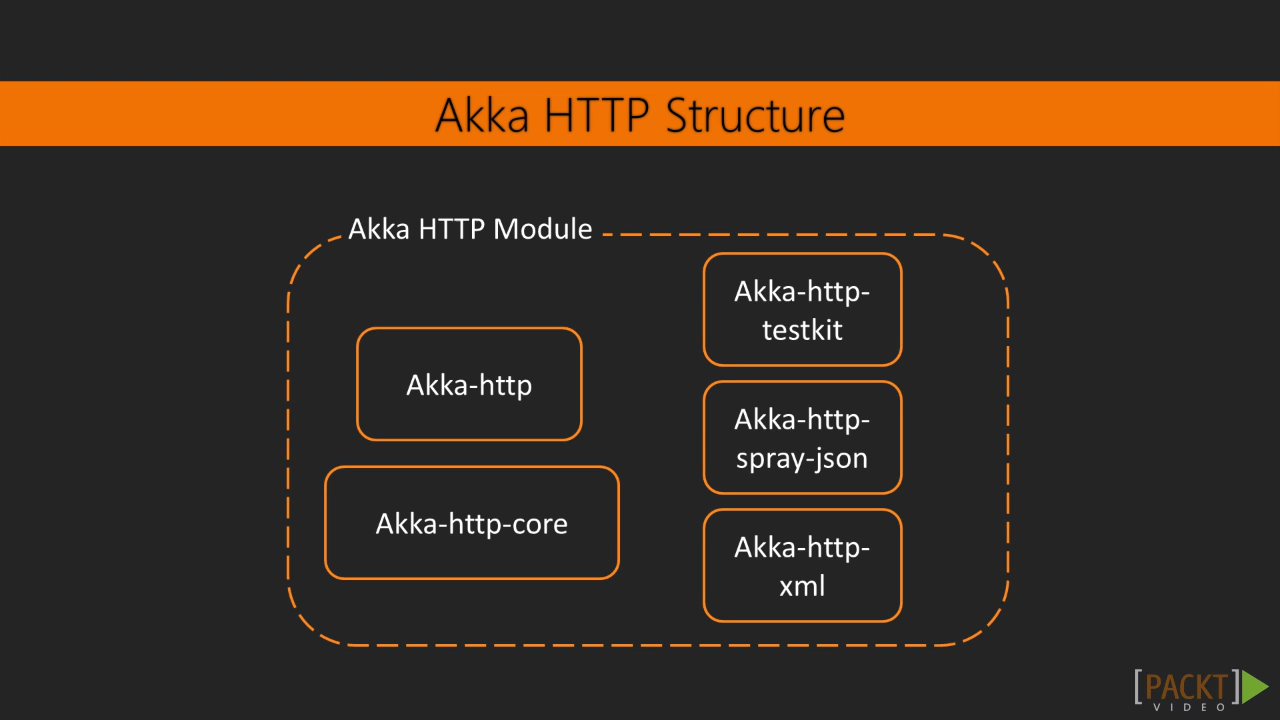 Akka HTTP Structure
Akka HTTP Module
Akka-http
Akka-http-core
Akka-http-
testkit
Akka-http-
spray-json
Akka-http-
xml
[PACKT]
VIDEO